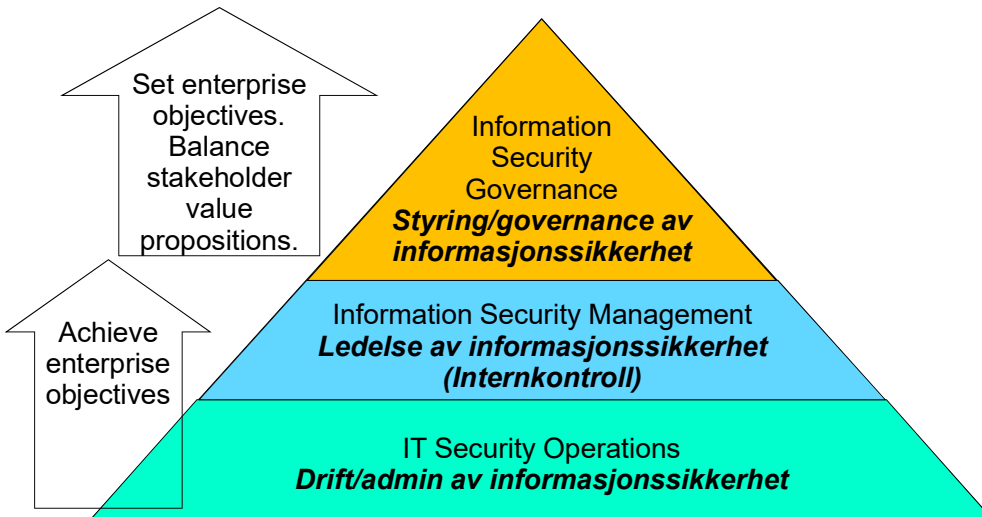 Set enterprise
objectives.
Balance
stakeholder
value
propositions.
Achieve
enterprise
objectives
Information
Security
Governance
Styring/governance av
informasjonssikkerhet
Information Security Management
Ledelse av informasjonssikkerhet
(Internkontroll)
IT Security Operations
Drift/admin av informasjonssikkerhet